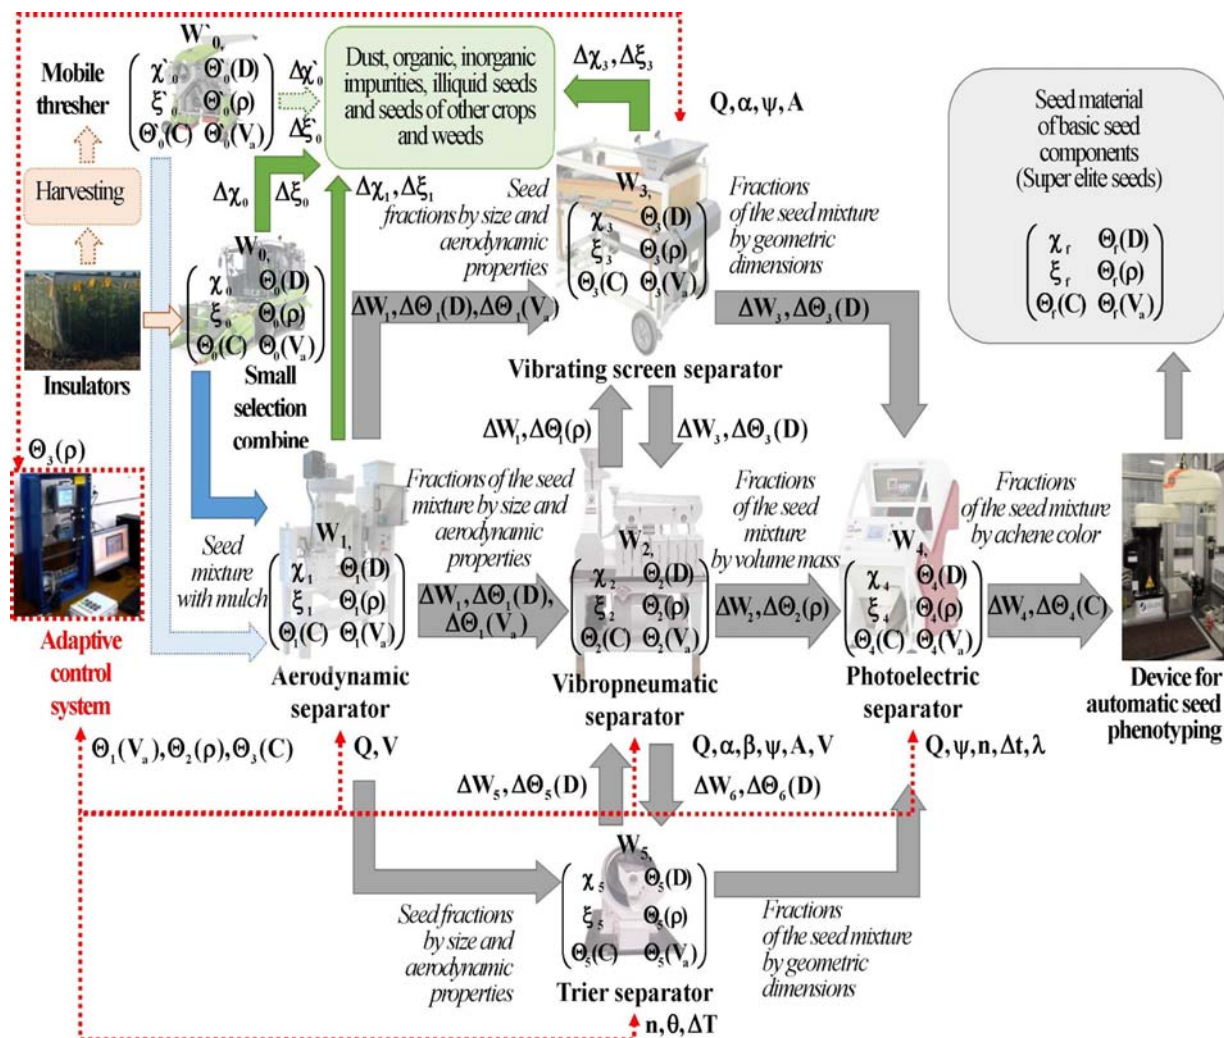 W`0,
Mobile
thresher
χ`0 Θ`0(D)
ξ`0 Θ`0(ρ)
Θ`0(C) Θ`0(Va)
Δχ`0
Δξ`0
Dust, organic, inorganic
impurities, illiquid seeds
and seeds of other crops
and weeds
Δχ3, Δξ3
Q, α, ψ, A
Seed material
of basic seed
components
(Super elite seeds)
χr Θr(D)
ξr Θr(ρ)
Θr(C) Θr(Va)
Harvesting
Δχ0 Δξ0
Δχ1, Δξ1
Seed
fractions by size and
aerodynamic
properties
W3,
χ3 Θ3(D)
ξ3 Θ3(ρ)
Θ3(C) Θ3(Va)
Fractions
of the seed mixture
by geometric
dimensions
W0,
χ0 Θ0(D)
ξ0 Θ0(ρ)
Θ0(C) Θ0(Va)
ΔW1, ΔΘ1(D), ΔΘ1(Va)
ΔW3, ΔΘ3(D)
Insulators
Small
selection
combine
Vibrating screen separator
ΔW1, ΔΘ1(ρ)
ΔW3, ΔΘ3(D)
Θ3(ρ)
Seed
mixture
with mulch
Fractions of the seed
mixture by size and
aerodynamic
properties
Fractions
of the seed
mixture
by volume mass
Fractions
of the seed mixture
by achene color
W1,
χ1 Θ1(D)
ξ1 Θ1(ρ)
Θ1(C) Θ1(Va)
ΔW1, ΔΘ1(D),
ΔΘ1(Va)
W2,
χ2 Θ2(D)
ξ2 Θ2(ρ)
Θ2(C) Θ2(Va)
ΔW2, ΔΘ2(ρ)
W4,
χ4 Θ4(D)
ξ4 Θ4(ρ)
Θ4(C) Θ4(Va)
ΔW4, ΔΘ4(C)
Adaptive
control
system
Aerodynamic
separator
Vibropneumatic
separator
Photoelectric
separator
Device for
automatic seed
phenotyping
Θ1(Va), Θ2(ρ), Θ3(C)
Q, V
Q, α, β, ψ, A, V
Q, ψ, n, Δt, λ
ΔW5, ΔΘ5(D)
ΔW6, ΔΘ6(D)
W5,
χ5 Θ5(D)
ξ5 Θ5(ρ)
Θ5(C) Θ5(Va)
Seed fractions
by size and
aerodynamic
properties
Fractions
of the seed mixture
by geometric
dimensions
Trier separator
n, θ, ΔT